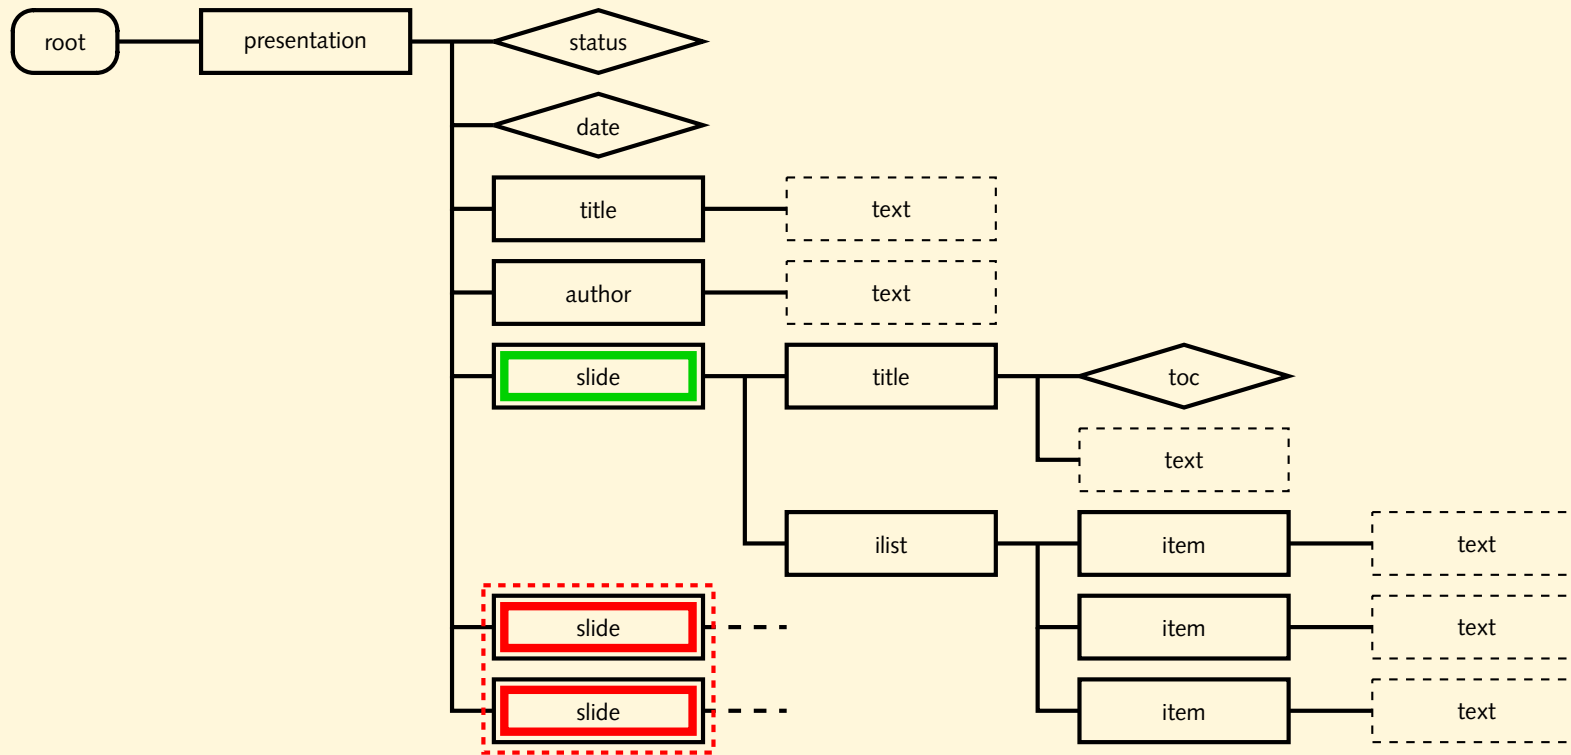 root presentation status
date
title text
author text
slide title toc
text
ilist item text
slide item text
slide item text